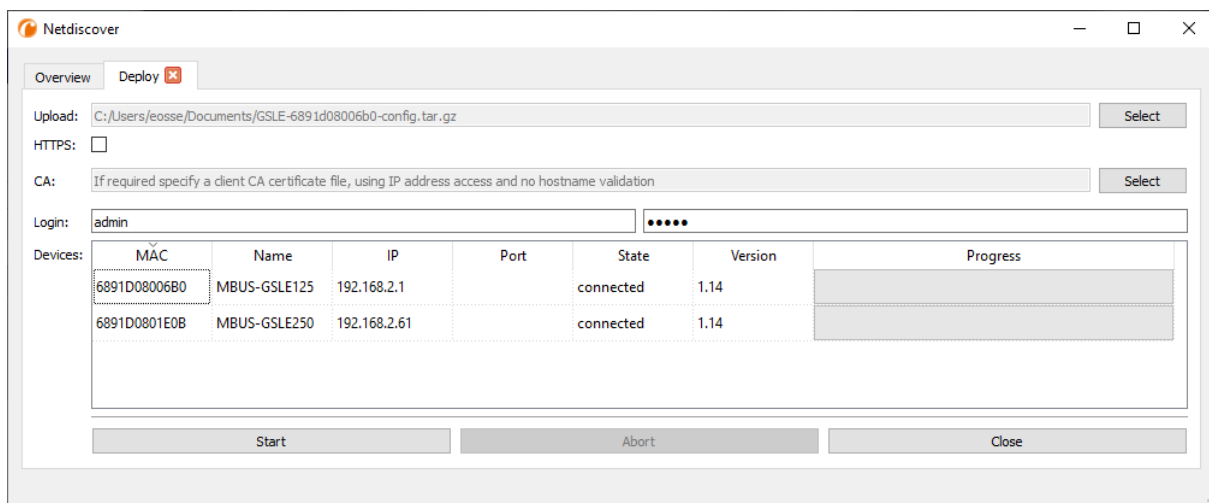 Netdiscover
Overview Deploy
Upload: C:/Users/eosse/Documents/GSLE-6891d08006b0-config.tar.gz Select
HTTPS:
CA: If required specify a client CA certificate file, using IP address access and no hostname validation Select
Login: admin •••••
Devices: MAC Name IP Port State Version Progress
6891D08006B0 MBUS-GSLE125 192.168.2.1 connected 1.14
6891D0801E0B MBUS-GSLE250 192.168.2.61 connected 1.14
Start Abort Close